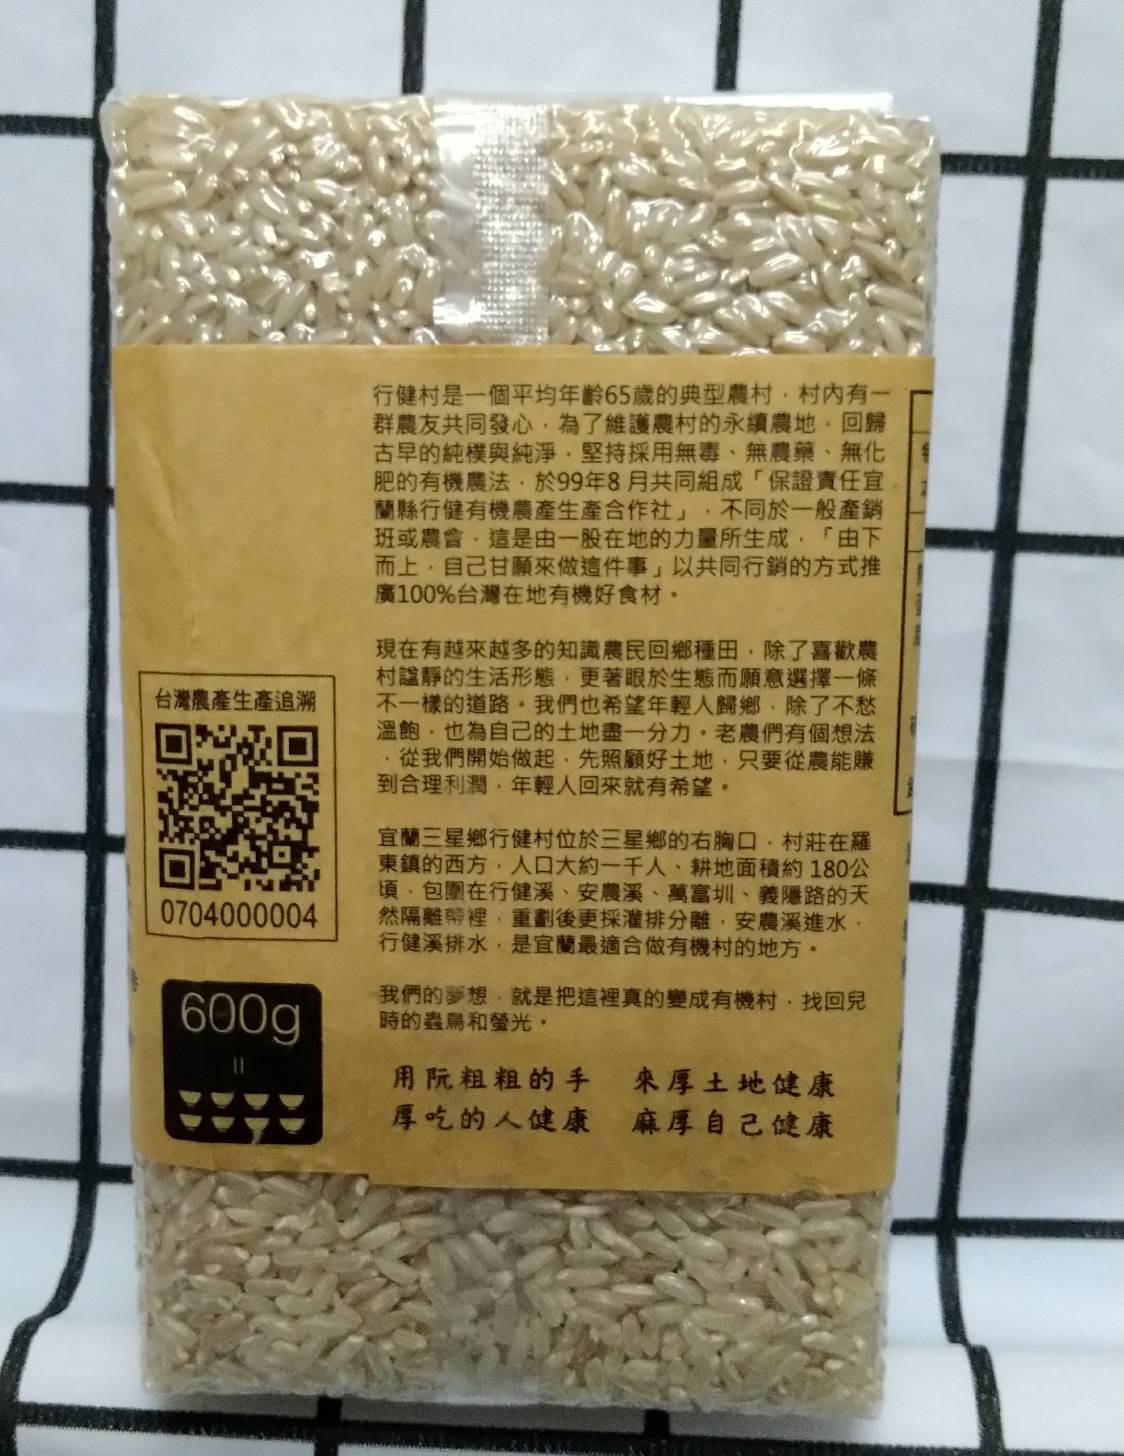 行健村是一個平均年齡65歲的典型農村，村內有一
群農友共同發心，為了維護農村的永續農地，回歸
古早的純樸與純淨，堅持採用無毒、無農藥、無化
肥的有機農法，於99年8月共同組成「保證責任宜
蘭縣行健有機農產生產合作社」，不同於一般產銷
班或農會，這是由一股在地的力量所生成，「由下
而上，自己甘願來做這件事」以共同行銷的方式推
廣100%台灣在地有機好食材。
現在有越來越多的知識農民回鄉種田，除了喜歡農
村謐靜的生活形態，更著眼於生態而願意選擇一條
不一樣的道路。我們也希望年輕人歸鄉，除了不愁
溫飽，也為自己的土地盡一分力。老農們有個想法
，從我們開始做起，先照顧好土地，只要從農能賺
到合理利潤，年輕人回來就有希望。
宜蘭三星鄉行健村位於三星鄉的右胸口，村莊在羅
東鎮的西方，人口大約一千人、耕地面積約180公
頃，包圍在行健溪、安農溪、萬富圳、義隱路的天
然隔離帶裡，重劃後更採灌排分離，安農溪進水，
行健溪排水，是宜蘭最適合做有機村的地方。
我們的夢想，就是把這裡真的變成有機村，找回兒
時的蟲鳥和螢光。
用阮粗粗的手 來厚土地健康
厚吃的人健康 麻厚自己健康
台灣農產生產追溯
0704000004
600g
=